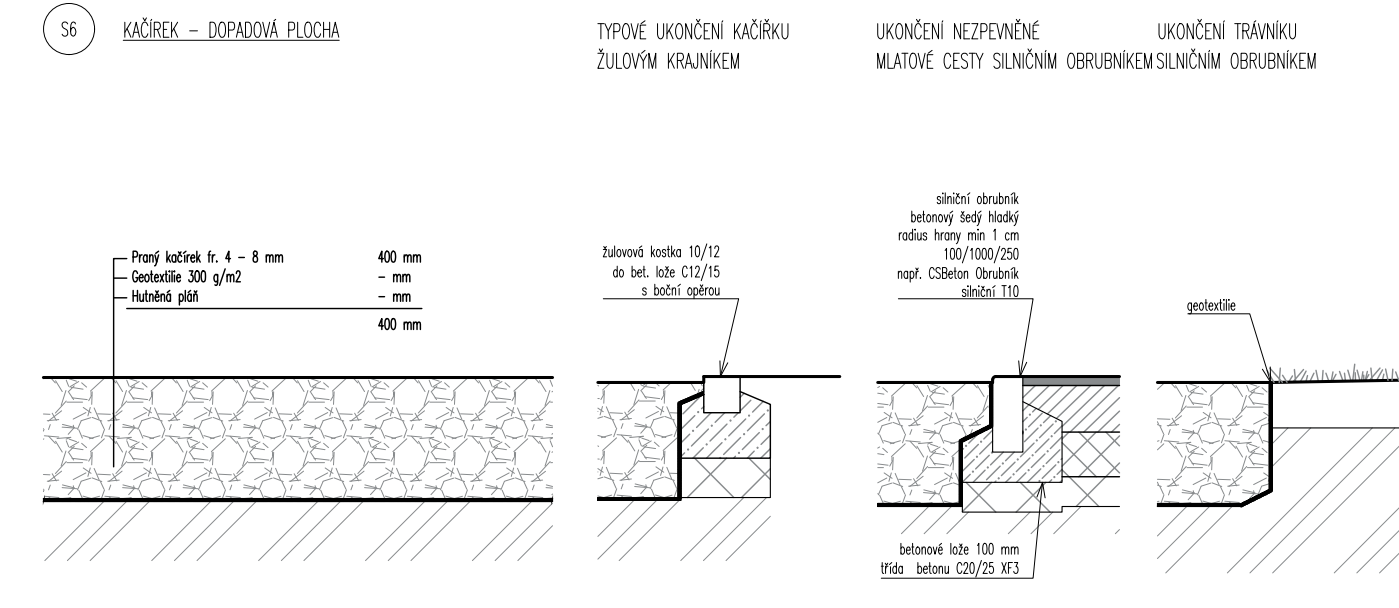 S6
KAČÍREK – DOPADOVÁ PLOCHA
TYPOVÉ UKONČENÍ KAČÍŘKU
ŽULOVÝM KRAJNÍKEM
UKONČENÍ NEZPEVNĚNÉ
MLATOVÉ CESTY SILNIČNÍM OBRUBNÍKEM
UKONČENÍ TRÁVNÍKU
SILNIČNÍM OBRUBNÍKEM
Praný kačírek fr. 4 – 8 mm 400 mm
Geotextilie 300 g/m2 – mm
Hutněná pláň – mm
400 mm
žulovová kostka 10/12
do bet. lože C12/15
s boční opěrou
silniční obrubník
betonový šedý hladký
radius hrany min 1 cm
100/1000/250
např. CSBeton Obrubník
silniční T10
betonové lože 100 mm
třída betonu C20/25 XF3
geotextilie